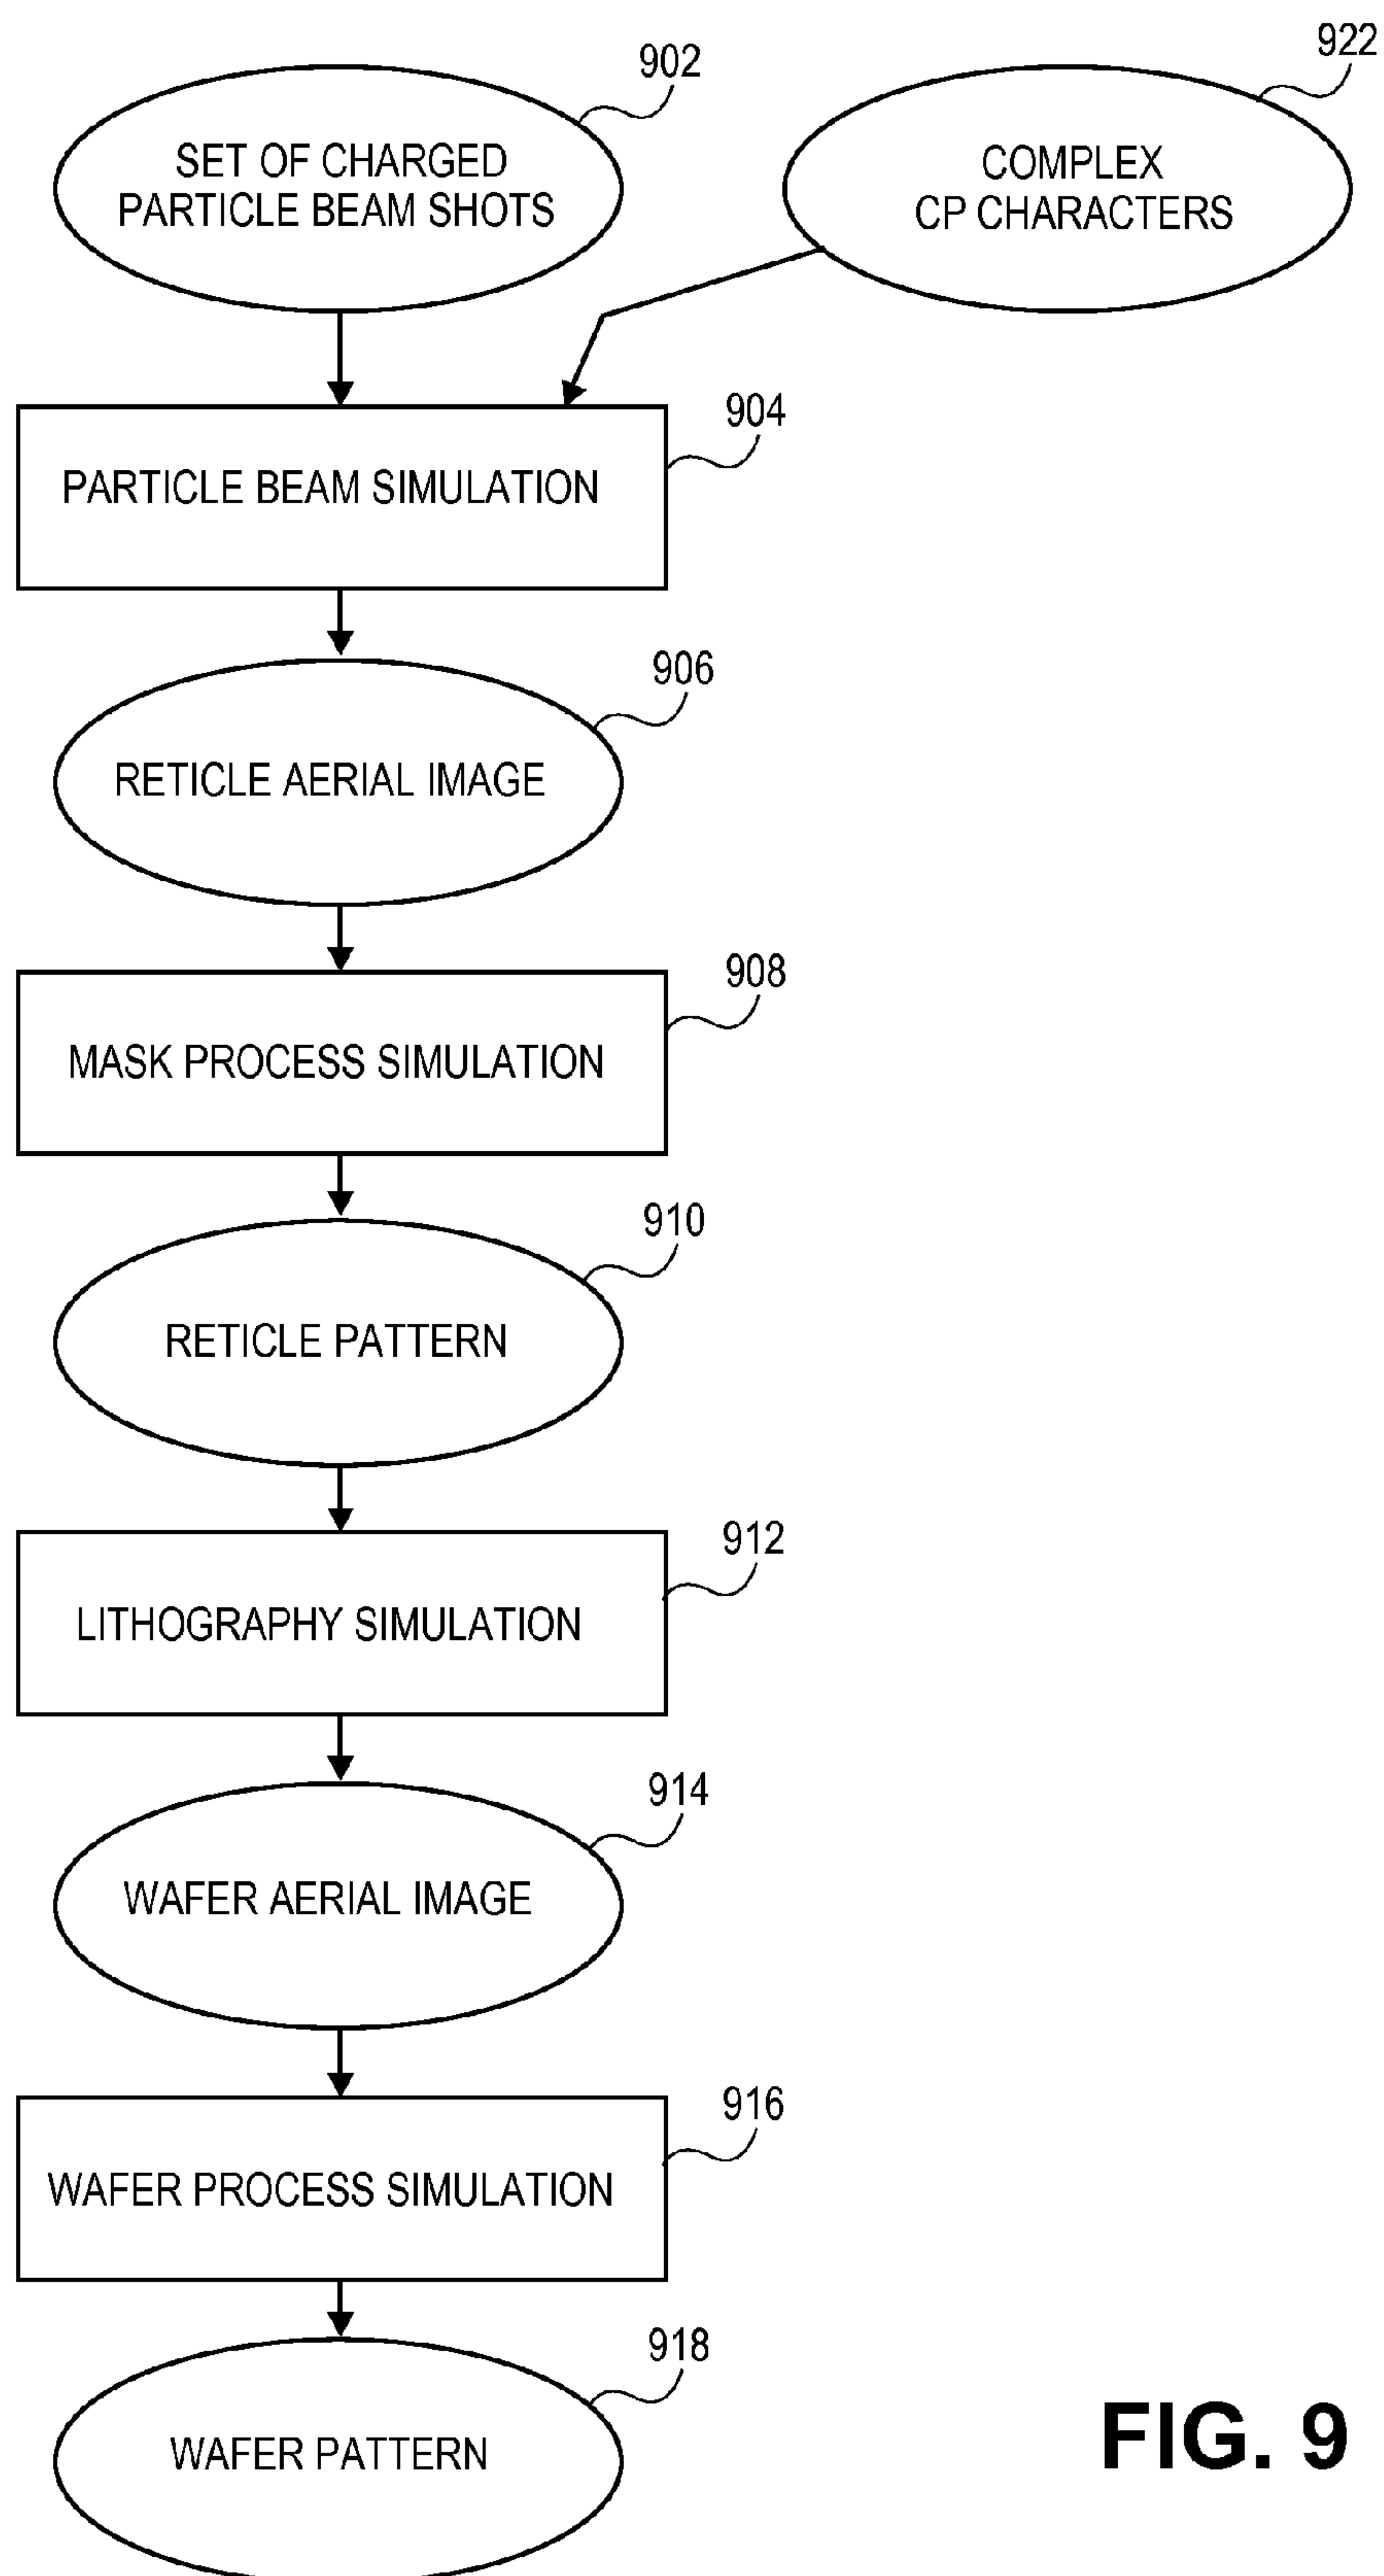 902
922
SET OF CHARGED
PARTICLE BEAM SHOTS
COMPLEX
CP CHARACTERS
904
PARTICLE BEAM SIMULATION
906
RETICLE AERIAL IMAGE
908
MASK PROCESS SIMULATION
910
RETICLE PATTERN
912
LITHOGRAPHY SIMULATION
914
WAFER AERIAL IMAGE
916
WAFER PROCESS SIMULATION
918
WAFER PATTERN
FIG. 9